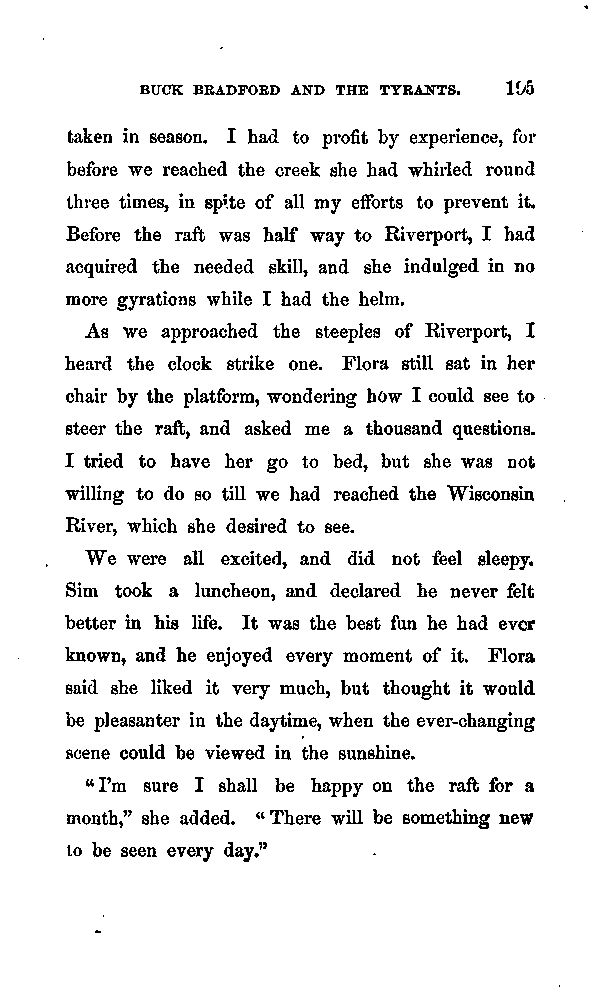 BUCK BRADFORD AND THE TYRANTS. 195
taken in season. I had to profit by experience, for
before we reached the creek she had whirled round
three times, in spite of all my efforts to prevent it.
Before the raft was half way to Riverport, I had
acquired the needed skill, and she indulged in no
more gyrations while I had the helm.
As we approached the steeples of Riverport, I
heard the clock strike one. Flora still sat in her
chair by the platform, wondering how I could see to
steer the raft, and asked me a thousand questions.
I tried to have her go to bed, but she was not
willing to do so till we had reached the Wisconsin
River, which she desired to see.
We were all excited, and did not feel sleepy.
Sim took a luncheon, and declared he never felt
better in his life. It was the best fun he had ever
known, and he enjoyed every moment of it. Flora
said she liked it very much, but thought it would
be pleasanter in the daytime, when the ever-changing
scene could be viewed in the sunshine.
"I'm sure I shall be happy on the raft for a
month," she added. "There will be something new
to be seen every day."